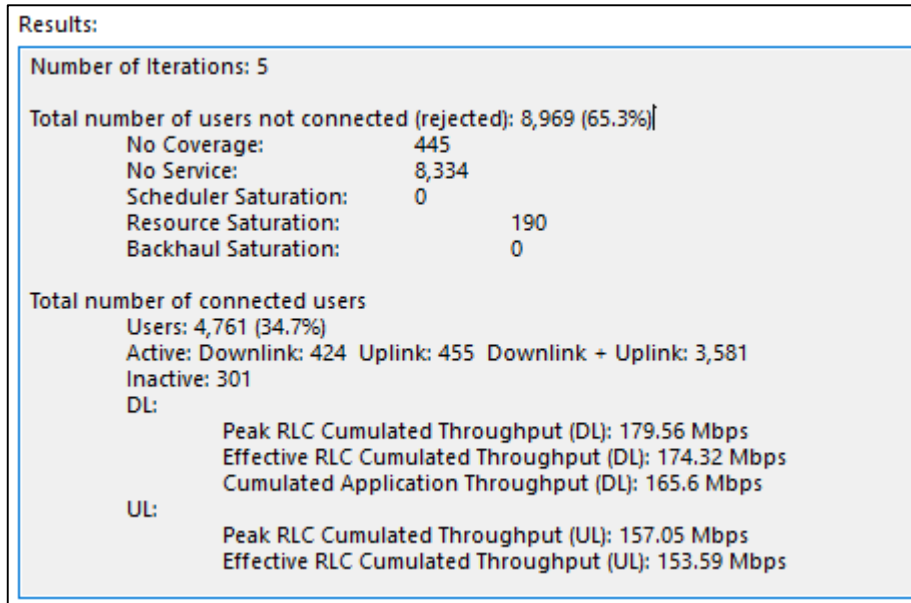 Results:
Number of Iterations: 5
Total number of users not connected (rejected): 8,969 (65.3%)
No Coverage: 445
No Service: 8,334
Scheduler Saturation: 0
Resource Saturation: 190
Backhaul Saturation: 0
Total number of connected users
Users: 4,761 (34.7%)
Active: Downlink: 424 Uplink: 455 Downlink + Uplink: 3,581
Inactive: 301
DL:
Peak RLC Cumulated Throughput (DL): 179.56 Mbps
Effective RLC Cumulated Throughput (DL): 174.32 Mbps
Cumulated Application Throughput (DL): 165.6 Mbps
UL:
Peak RLC Cumulated Throughput (UL): 157.05 Mbps
Effective RLC Cumulated Throughput (UL): 153.59 Mbps